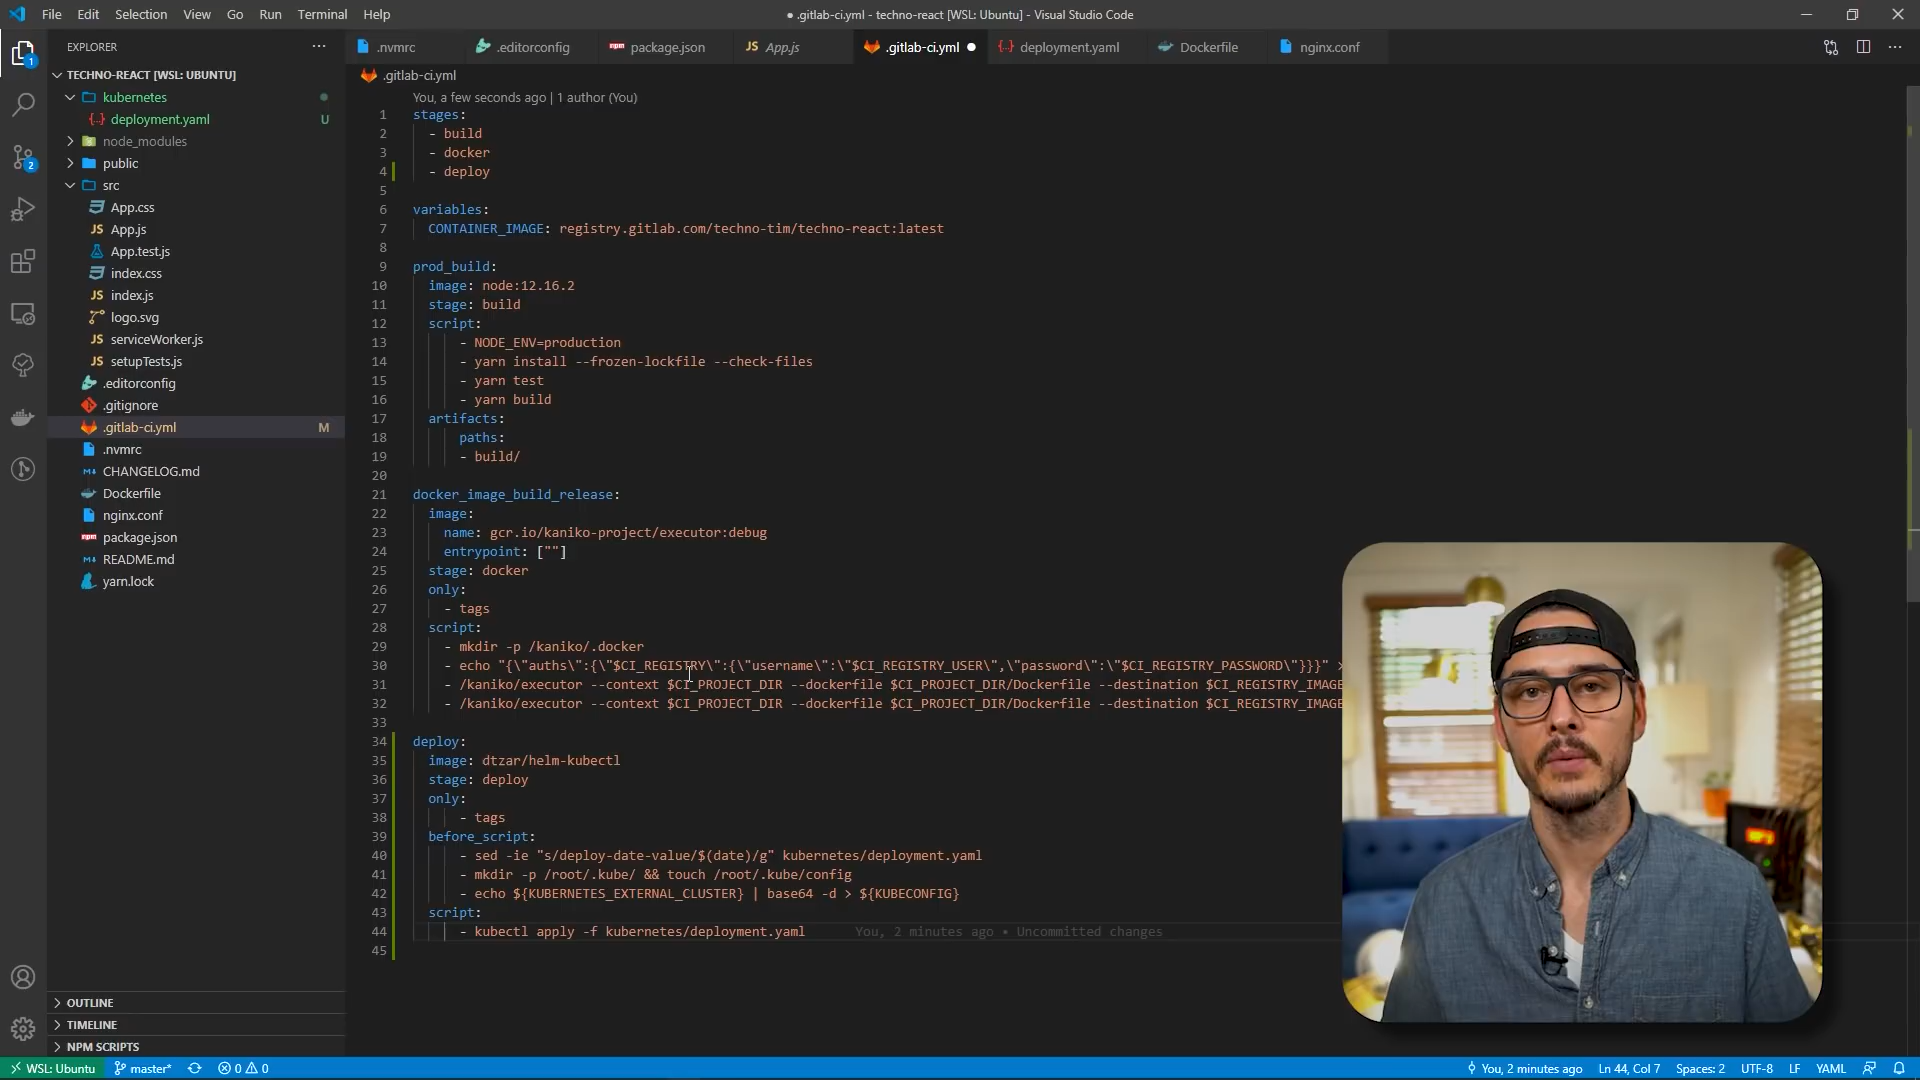 File Edit Selection View Go Run Terminal Help
● .gitlab-ci.yml - techno-react [WSL: Ubuntu] - Visual Studio Code
EXPLORER
TECHNO-REACT [WSL: UBUNTU]
kubernetes
deployment.yaml U
node_modules
public
src
App.css
JS App.js
App.test.js
index.css
JS index.js
logo.svg
JS serviceWorker.js
JS setupTests.js
.editorconfig
.gitignore
.gitlab-ci.yml M
.nvmrc
CHANGELOG.md
Dockerfile
nginx.conf
npm package.json
README.md
yarn.lock
OUTLINE
TIMELINE
NPM SCRIPTS
1
2
.nvmrc .editorconfig npm package.json JS App.js .gitlab-ci.yml ● deployment.yaml Dockerfile nginx.conf
.gitlab-ci.yml
You, a few seconds ago | 1 author (You)
1 stages:
2 - build
3 - docker
4 - deploy
5
6 variables:
7 CONTAINER_IMAGE: registry.gitlab.com/techno-tim/techno-react:latest
8
9 prod_build:
10 image: node:12.16.2
11 stage: build
12 script:
13 - NODE_ENV=production
14 - yarn install --frozen-lockfile --check-files
15 - yarn test
16 - yarn build
17 artifacts:
18 paths:
19 - build/
20
21 docker_image_build_release:
22 image:
23 name: gcr.io/kaniko-project/executor:debug
24 entrypoint: [""]
25 stage: docker
26 only:
27 - tags
28 script:
29 - mkdir -p /kaniko/.docker
30 - echo "{\"auths\":{\"$CI_REGISTRY\":{\"username\":\"$CI_REGISTRY_USER\",\"password\":\"$CI_REGISTRY_PASSWORD\"}}}" >
31 - /kaniko/executor --context $CI_PROJECT_DIR --dockerfile $CI_PROJECT_DIR/Dockerfile --destination $CI_REGISTRY_IMAGE
32 - /kaniko/executor --context $CI_PROJECT_DIR --dockerfile $CI_PROJECT_DIR/Dockerfile --destination $CI_REGISTRY_IMAGE
33
34 deploy:
35 image: dtzar/helm-kubectl
36 stage: deploy
37 only:
38 - tags
39 before_script:
40 - sed -ie "s/deploy-date-value/$(date)/g" kubernetes/deployment.yaml
41 - mkdir -p /root/.kube/ && touch /root/.kube/config
42 - echo ${KUBERNETES_EXTERNAL_CLUSTER} | base64 -d > ${KUBECONFIG}
43 script:
44 - kubectl apply -f kubernetes/deployment.yaml You, 2 minutes ago • Uncommitted changes
45
WSL: Ubuntu master* 0 0 You, 2 minutes ago Ln 44, Col 7 Spaces: 2 UTF-8 LF YAML